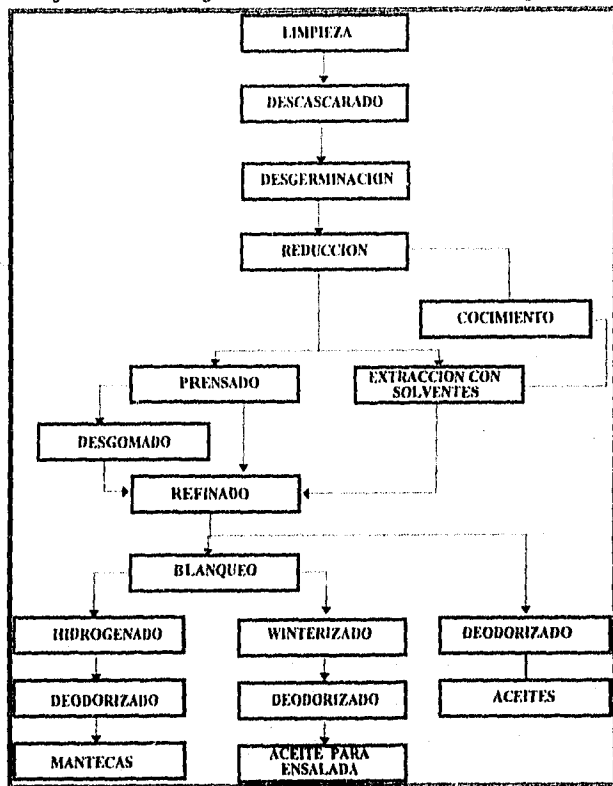 LIMPIEZA
DESCASCARADO
DESGERMINACION
REDUCCION
COCIMIENTO
PRENSADO
EXTRACCION CON
SOLVENTES
DESGOMADO
REFINADO
BLANQUEO
HIDROGENADO
WINTERIZADO
DEODORIZADO
DEODORIZADO
DEODORIZADO
ACEITES
MANTECAS
ACEITE PARA
ENSALADA